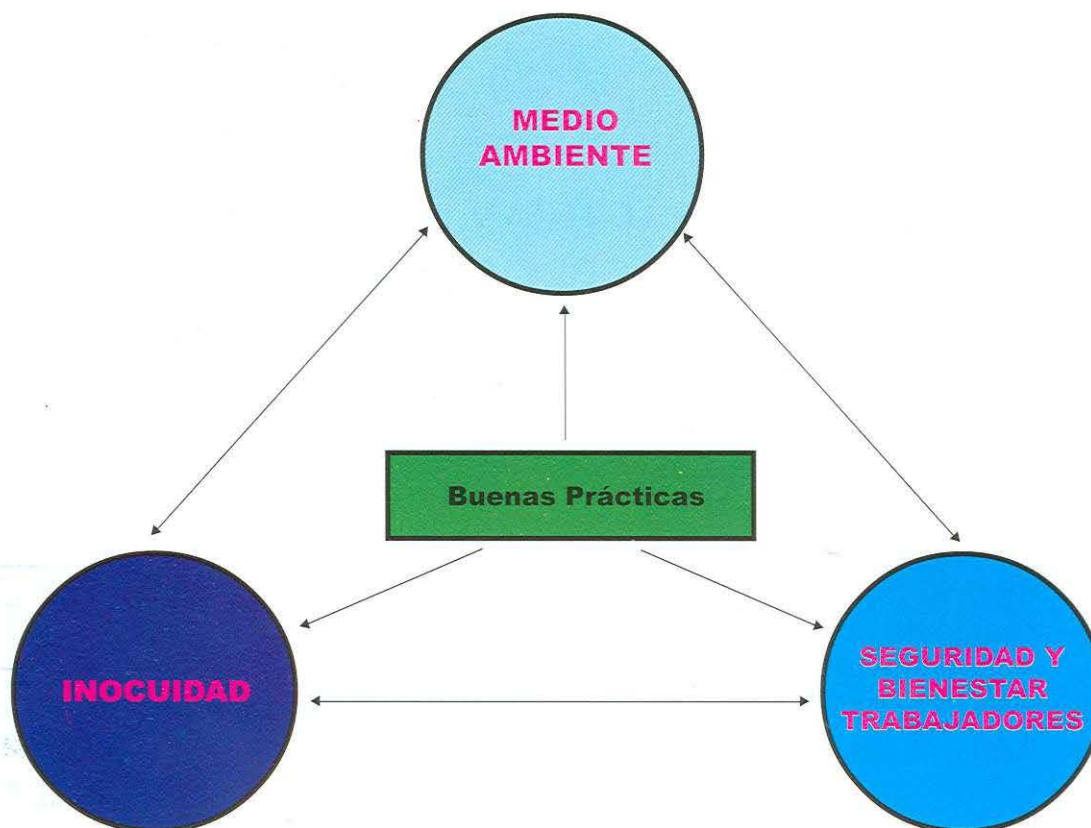 MEDIO
AMBIENTE
Buenas Prácticas
INOCUIDAD
SEGURIDAD Y
BIENESTAR
TRABAJADORES